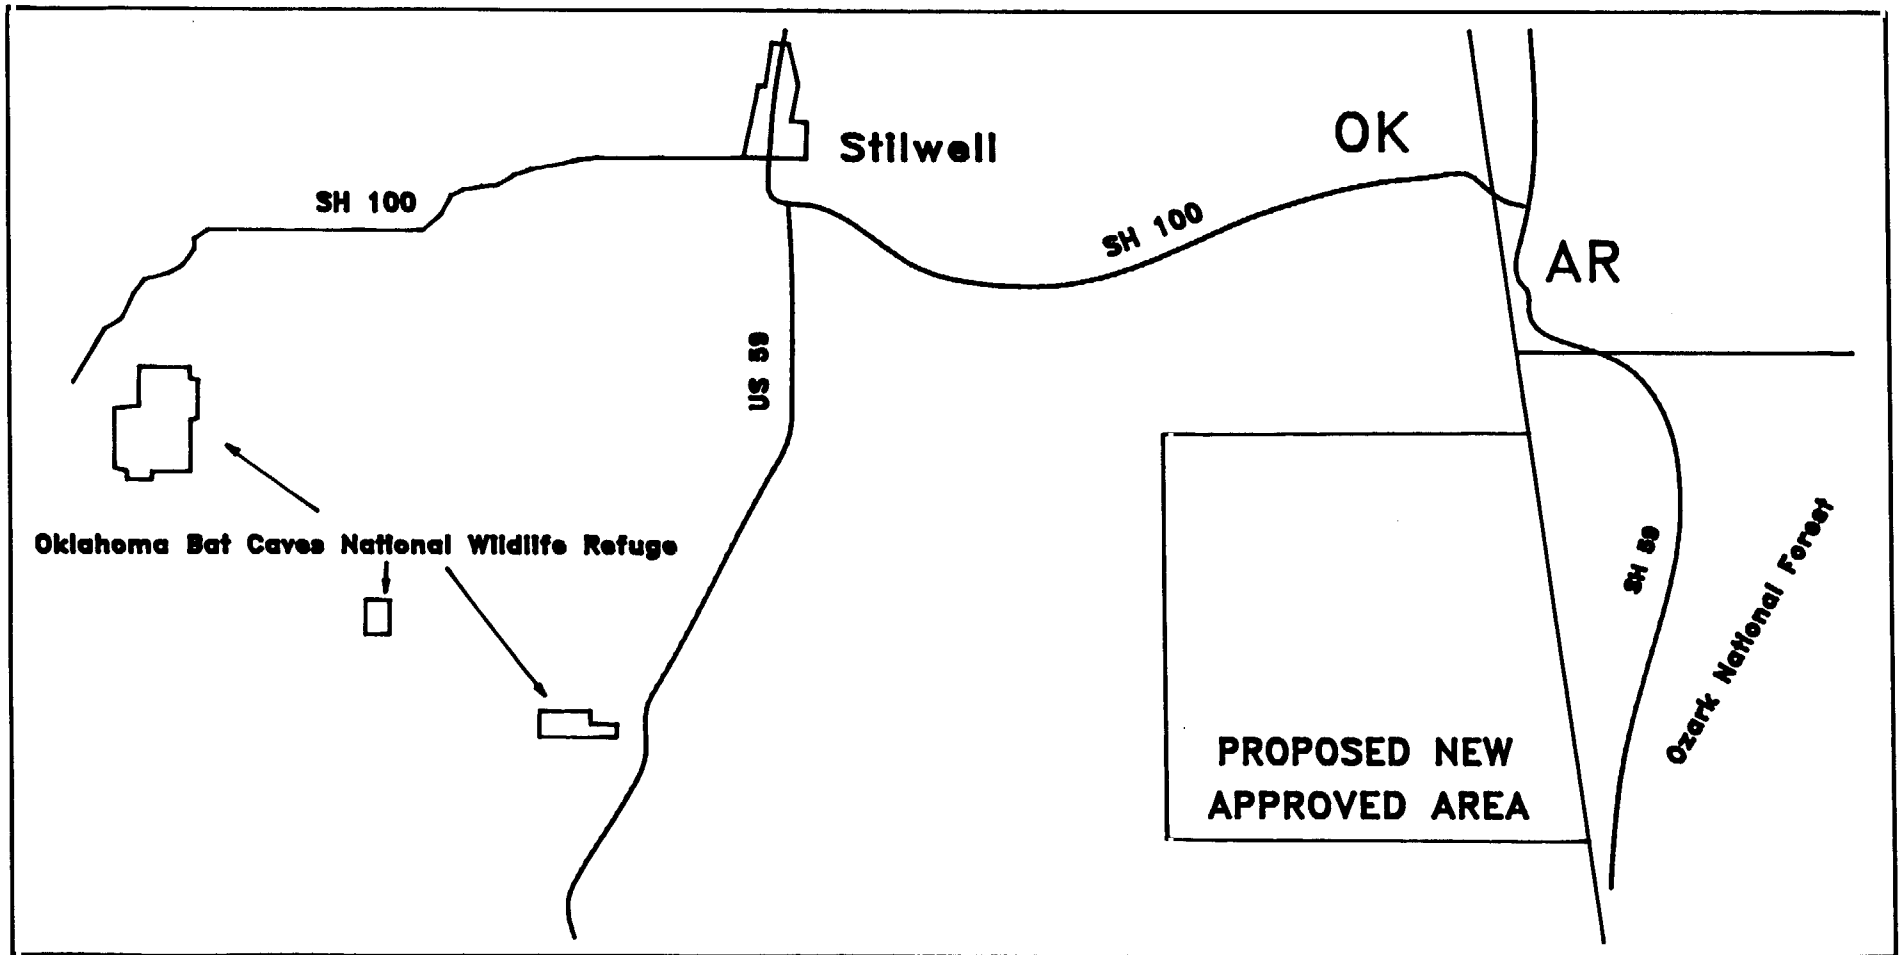 OK
Stilwell
SH 100
SH 100
AR
US 59
Oklahoma Bat Caves National Wildlife Refuge
SH 59
Ozark National Forest
PROPOSED NEW
APPROVED AREA